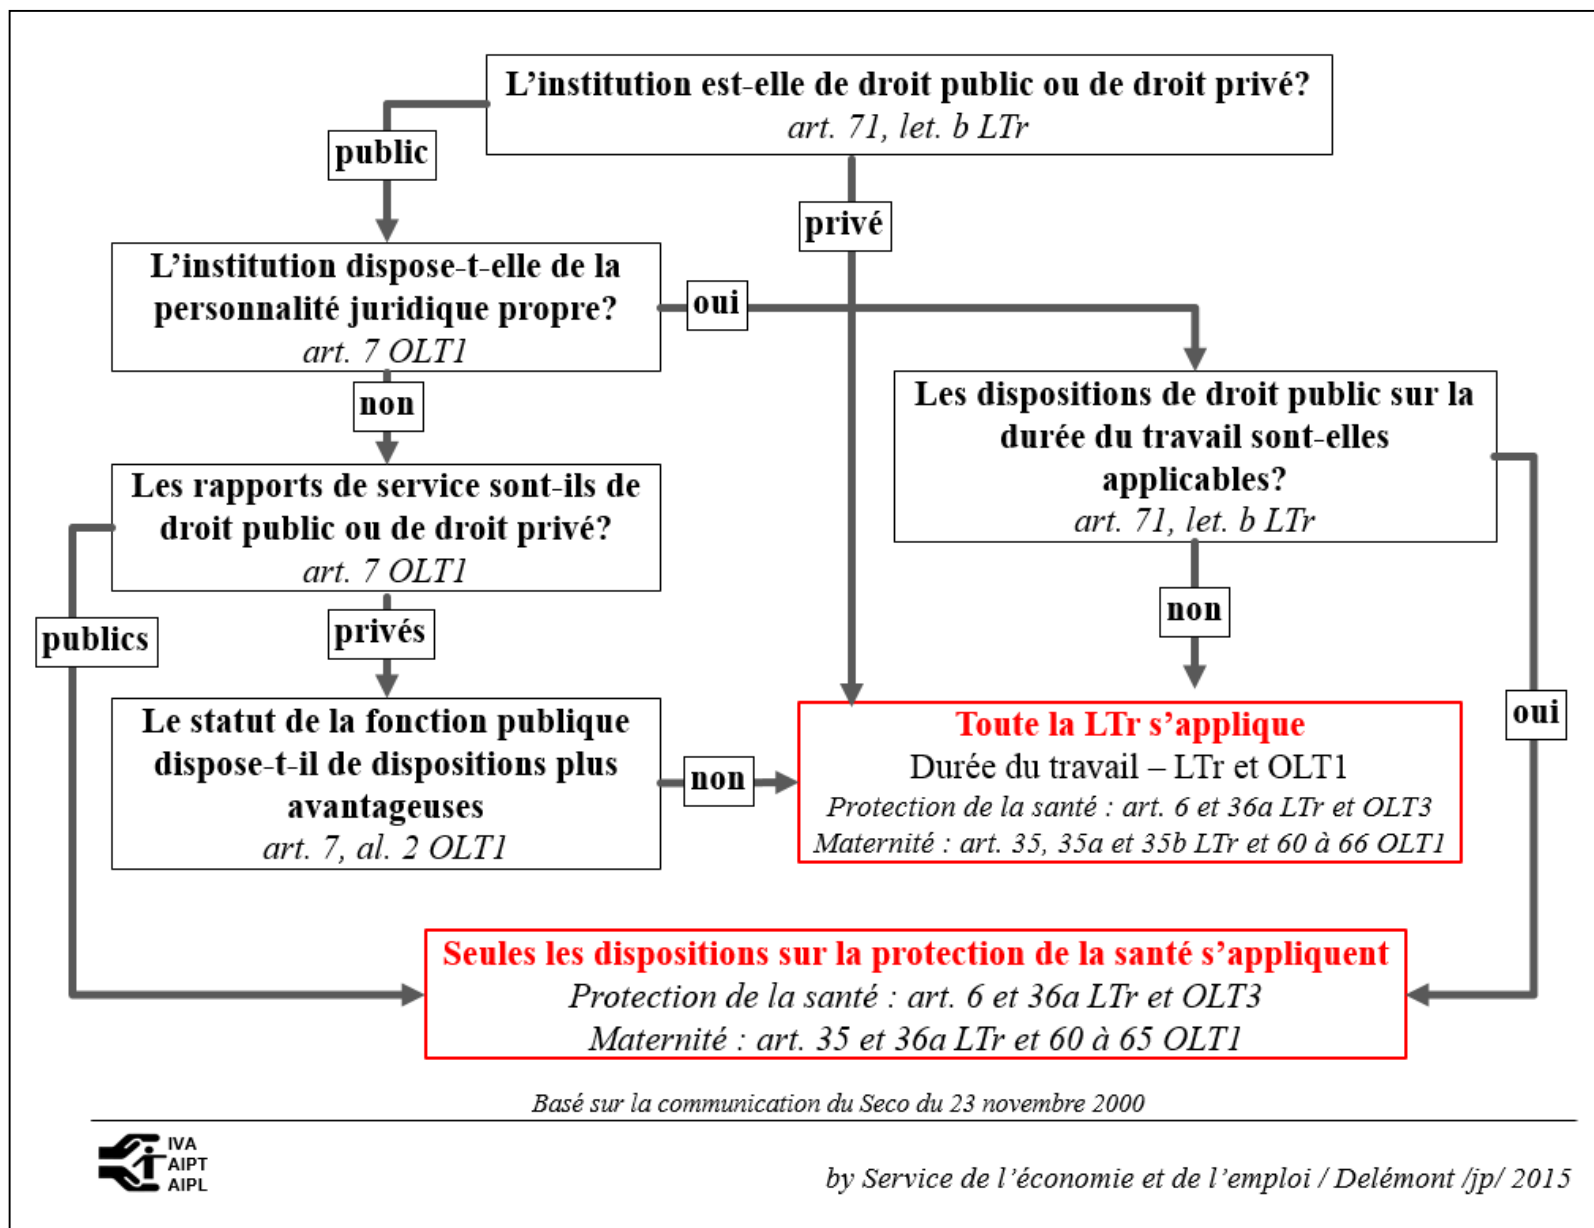 L’institution est-elle de droit public ou de droit privé?
art. 71, let. b LTr
public
privé
L’institution dispose-t-elle de la
personnalité juridique propre?
art. 7 OLT1
oui
non
Les dispositions de droit public sur la
durée du travail sont-elles
applicables?
art. 71, let. b LTr
Les rapports de service sont-ils de
droit public ou de droit privé?
art. 7 OLT1
publics
privés
non
oui
Le statut de la fonction publique
dispose-t-il de dispositions plus
avantageuses
art. 7, al. 2 OLT1
non
Toute la LTr s’applique
Durée du travail – LTr et OLT1
Protection de la santé : art. 6 et 36a LTr et OLT3
Maternité : art. 35, 35a et 35b LTr et 60 à 66 OLT1
Seules les dispositions sur la protection de la santé s’appliquent
Protection de la santé : art. 6 et 36a LTr et OLT3
Maternité : art. 35 et 36a LTr et 60 à 65 OLT1
Basé sur la communication du Seco du 23 novembre 2000
IVA
AIPT
AIPL
by Service de l’économie et de l’emploi / Delémont /jp/ 2015